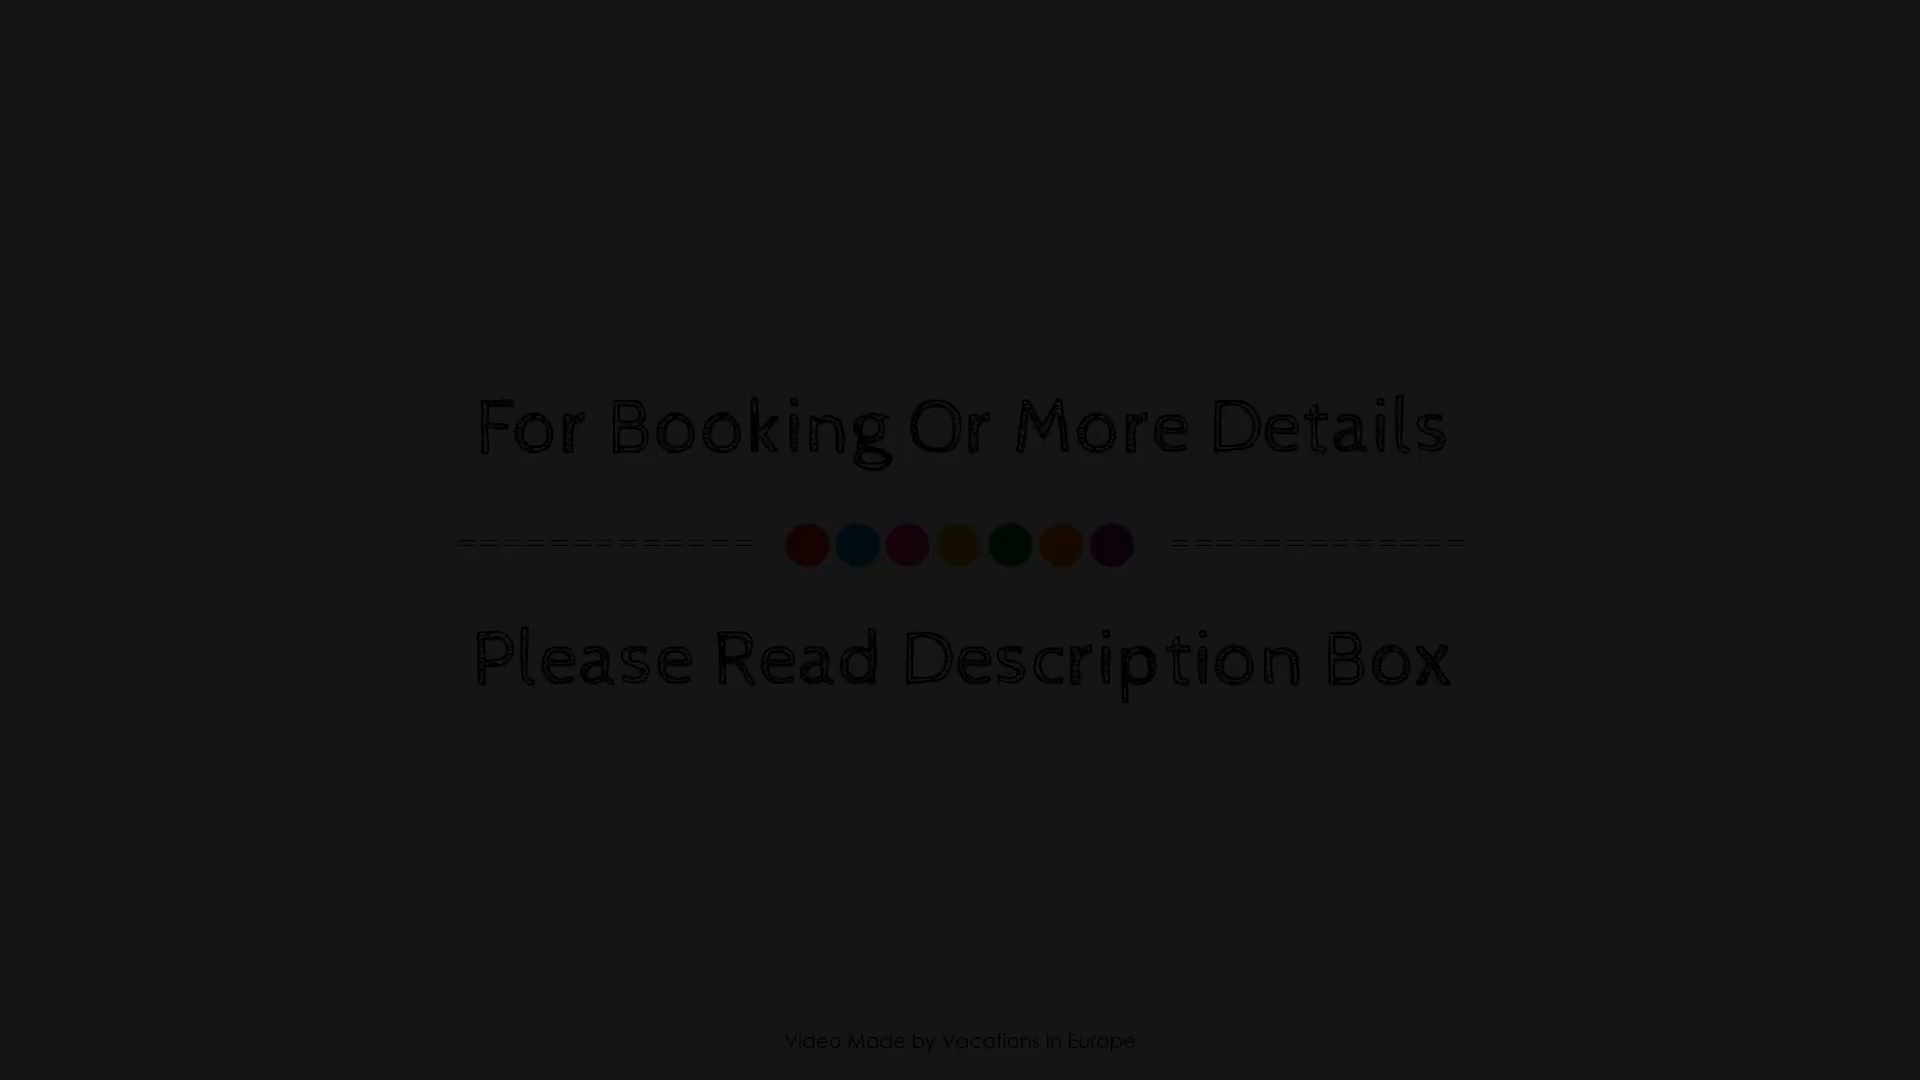 For Booking Or More Details
============= =============
Please Read Description Box
Video Made by Vacations in Europe